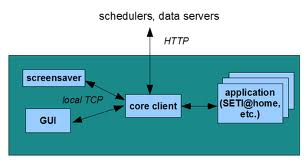 schedulers, data servers
HTTP
screensaver
local TCP
GUI
core client
application
(SETI@home,
etc.)